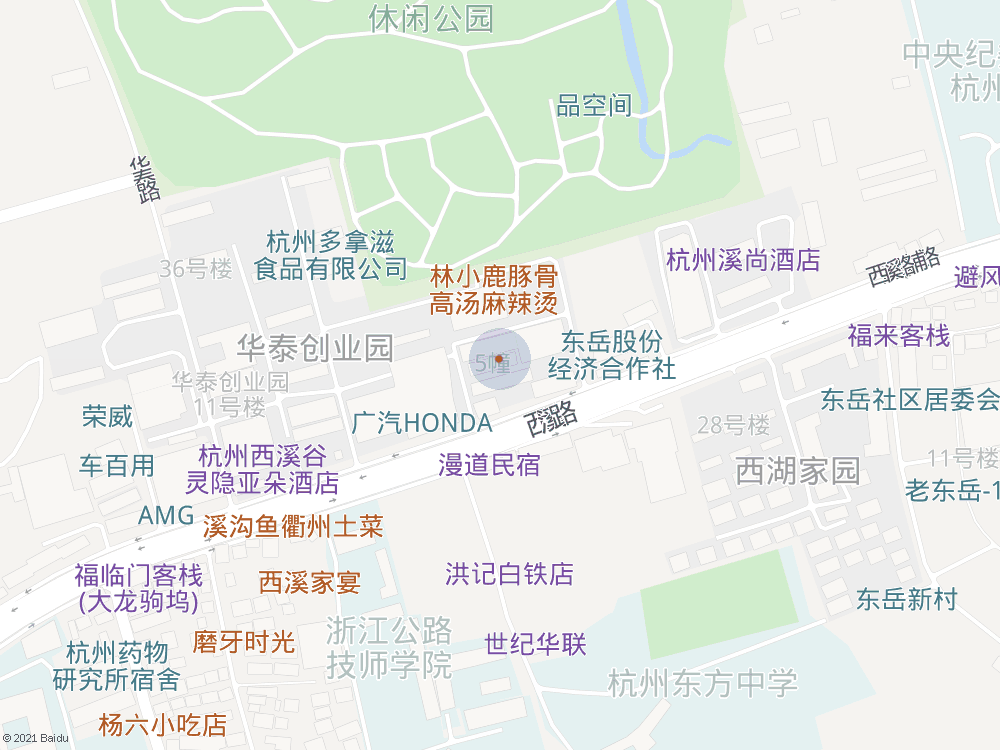 休闲公园
中央纪
杭州
品空间
华泰路
杭州多拿滋
食品有限公司
36号楼
林小鹿豚骨
高汤麻辣烫
杭州溪尚酒店
西溪路辅路
避风
福来客栈
华泰创业园
5幢
东岳股份
经济合作社
华泰创业园
11号楼
荣威
广汽HONDA
西溪路
28号楼
东岳社区居委会
车百用
杭州西溪谷
灵隐亚朵酒店
漫道民宿
西湖家园
11号楼
老东岳-1
AMG
溪沟鱼衢州土菜
福临门客栈
(大龙驹坞)
西溪家宴
洪记白铁店
东岳新村
磨牙时光
浙江公路
技师学院
世纪华联
杭州药物
研究所宿舍
杭州东方中学
杨六小吃店
© 2021 Baidu